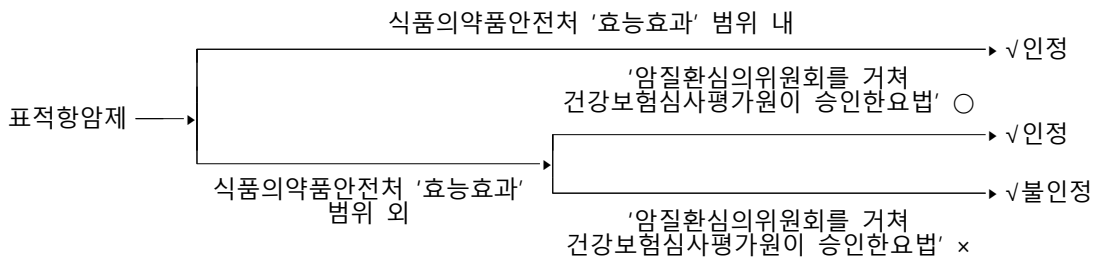 식품의약품안전처 '효능효과' 범위 내
√인정
'암질환심의위원회를 거쳐
건강보험심사평가원이 승인한요법' ○
표적항암제
√인정
식품의약품안전처 '효능효과'
범위 외
√불인정
'암질환심의위원회를 거쳐
건강보험심사평가원이 승인한요법' ×